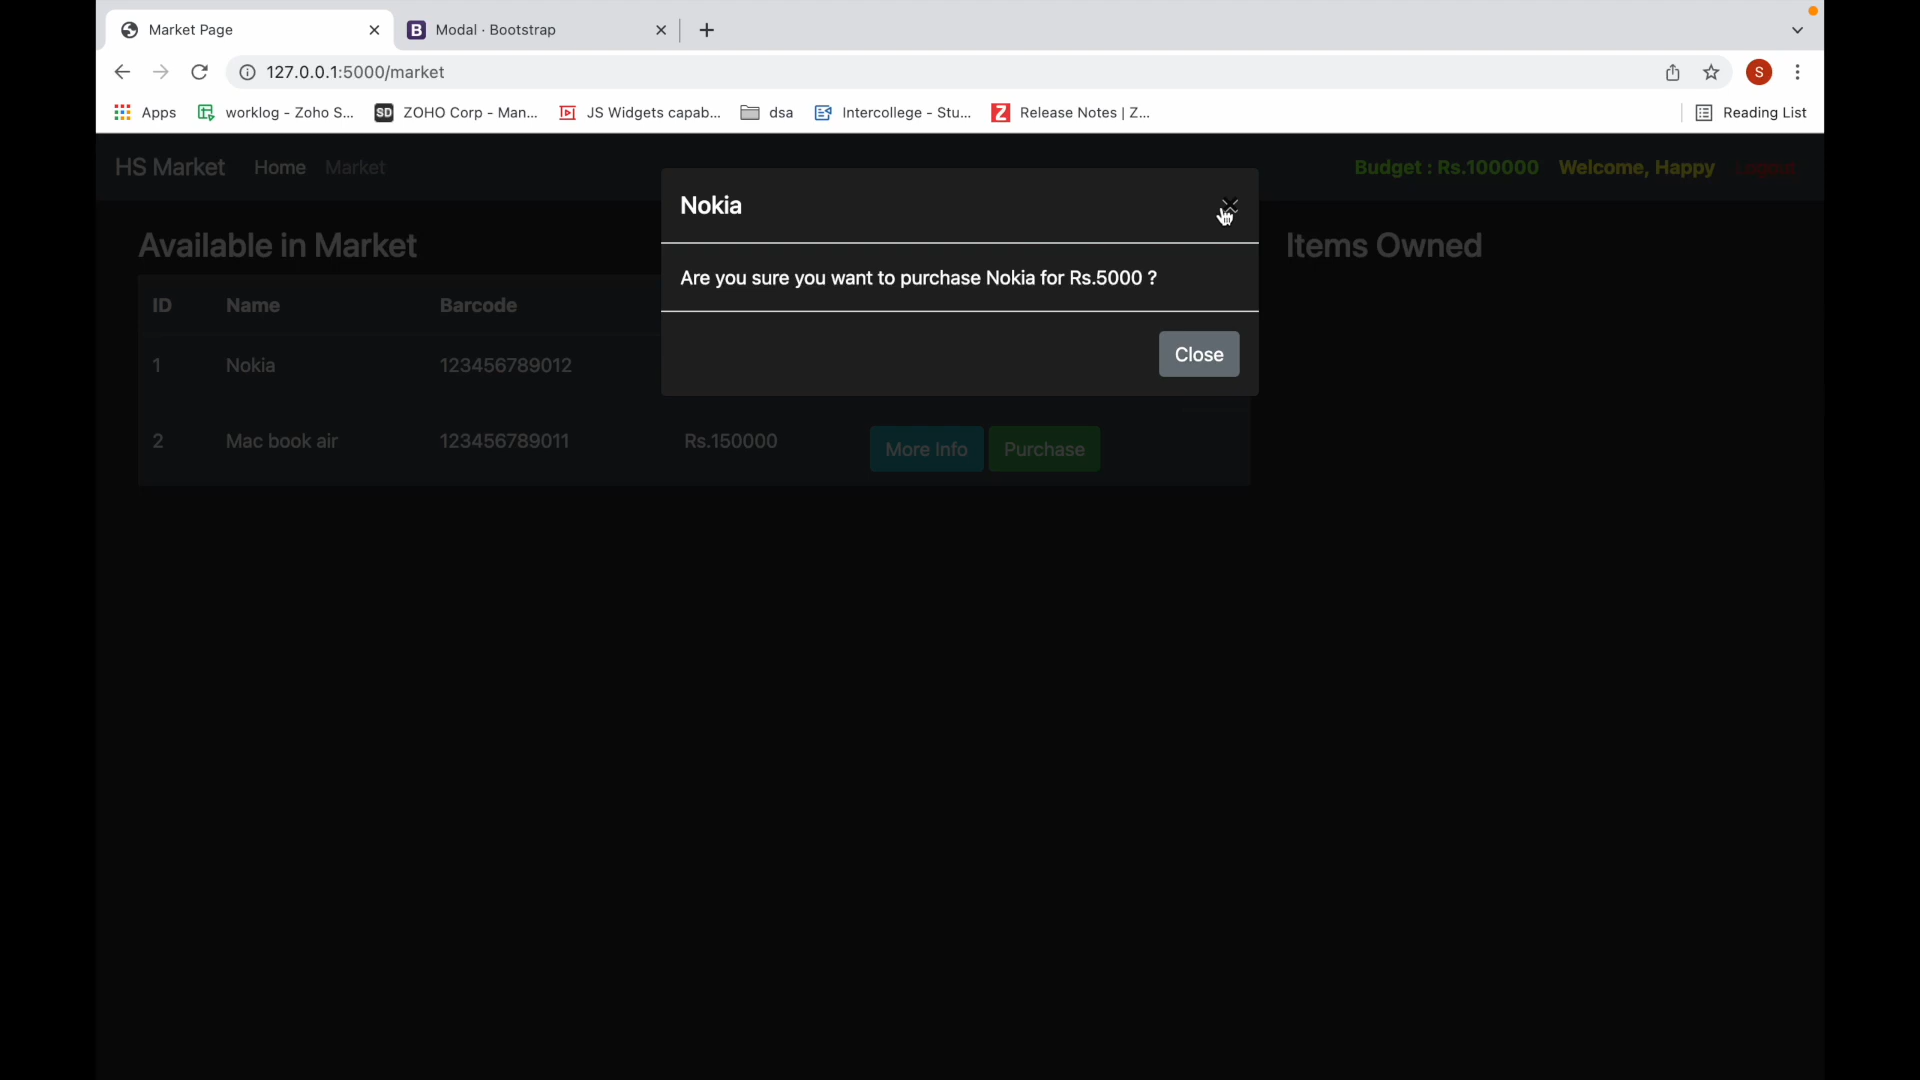 Market Page
Modal · Bootstrap
127.0.0.1:5000/market
S
Apps
worklog - Zoho S...
SD ZOHO Corp - Man...
JS Widgets capab...
dsa
Intercollege - Stu...
Z Release Notes | Z...
Reading List
HS Market Home Market
Budget : Rs.100000 Welcome, Happy Logout
Nokia
Available in Market
Items Owned
Are you sure you want to purchase Nokia for Rs.5000 ?
ID Name Barcode
Close
1 Nokia 123456789012
2 Mac book air 123456789011 Rs.150000 More Info Purchase